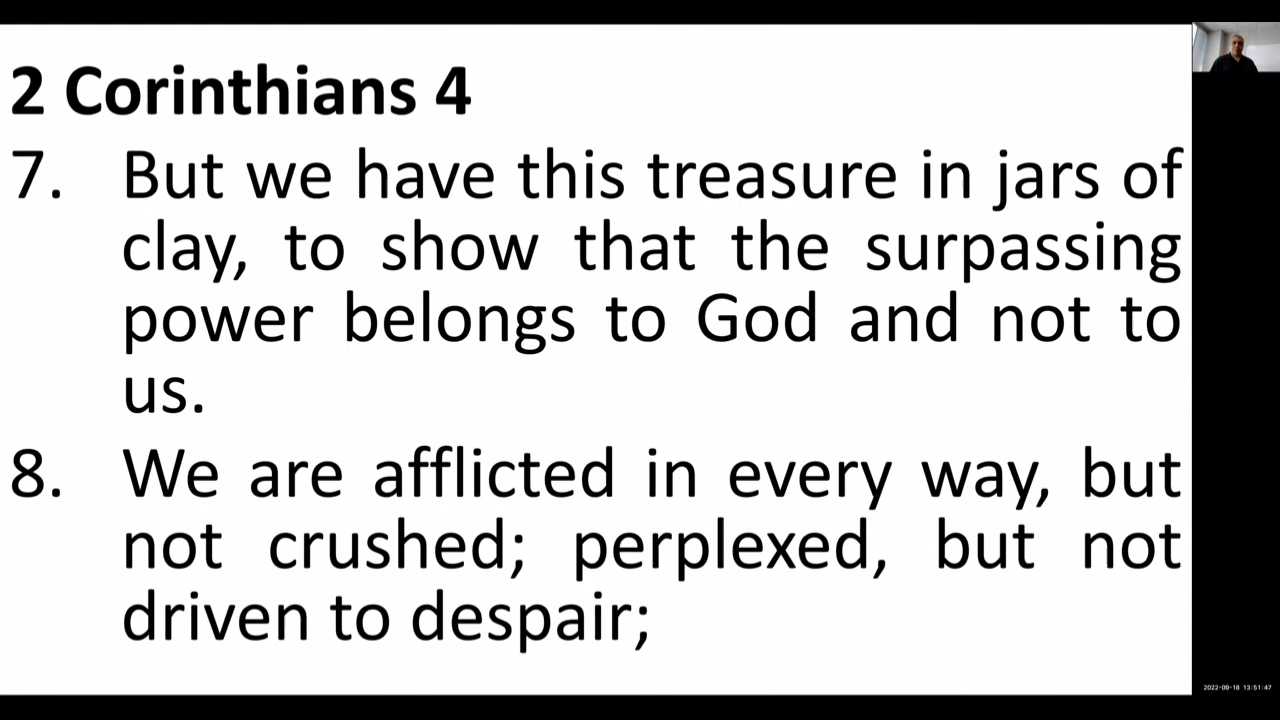 2 Corinthians 4
7. But we have this treasure in jars of
clay, to show that the surpassing
power belongs to God and not to
us.
8. We are afflicted in every way, but
not crushed; perplexed, but not
driven to despair;
2022-09-18 13:51:47